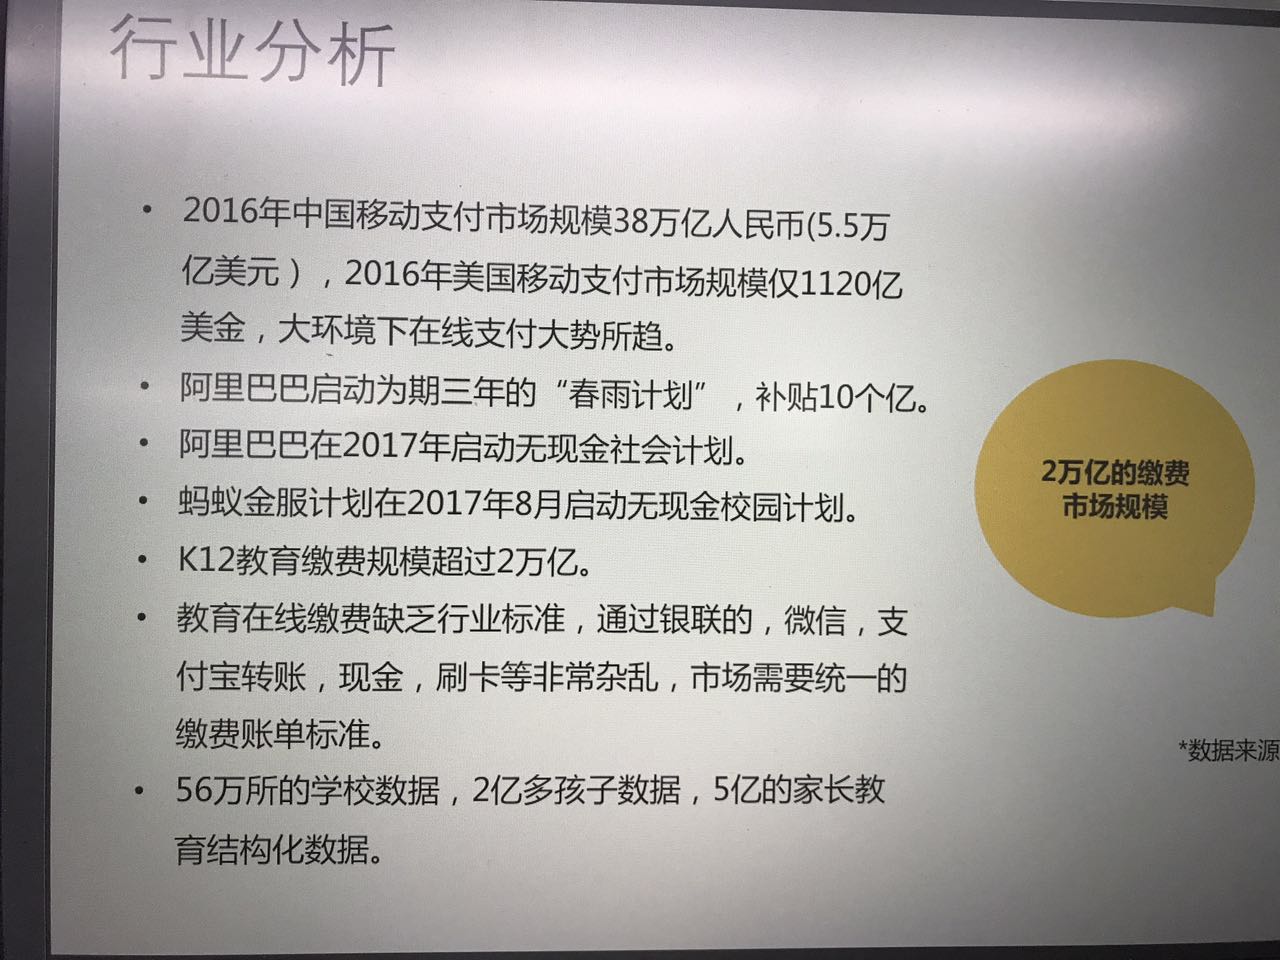 行业分析
• 2016年中国移动支付市场规模38万亿人民币(5.5万
亿美元），2016年美国移动支付市场规模仅1120亿
美金，大环境下在线支付大势所趋。
• 阿里巴巴启动为期三年的“春雨计划”，补贴10个亿。
• 阿里巴巴在2017年启动无现金社会计划。
• 蚂蚁金服计划在2017年8月启动无现金校园计划。
• K12教育缴费规模超过2万亿。
• 教育在线缴费缺乏行业标准，通过银联的，微信，支
付宝转账，现金，刷卡等非常杂乱，市场需要统一的
缴费账单标准。
• 56万所的学校数据，2亿多孩子数据，5亿的家长教
育结构化数据。
2万亿的缴费
市场规模
*数据来源